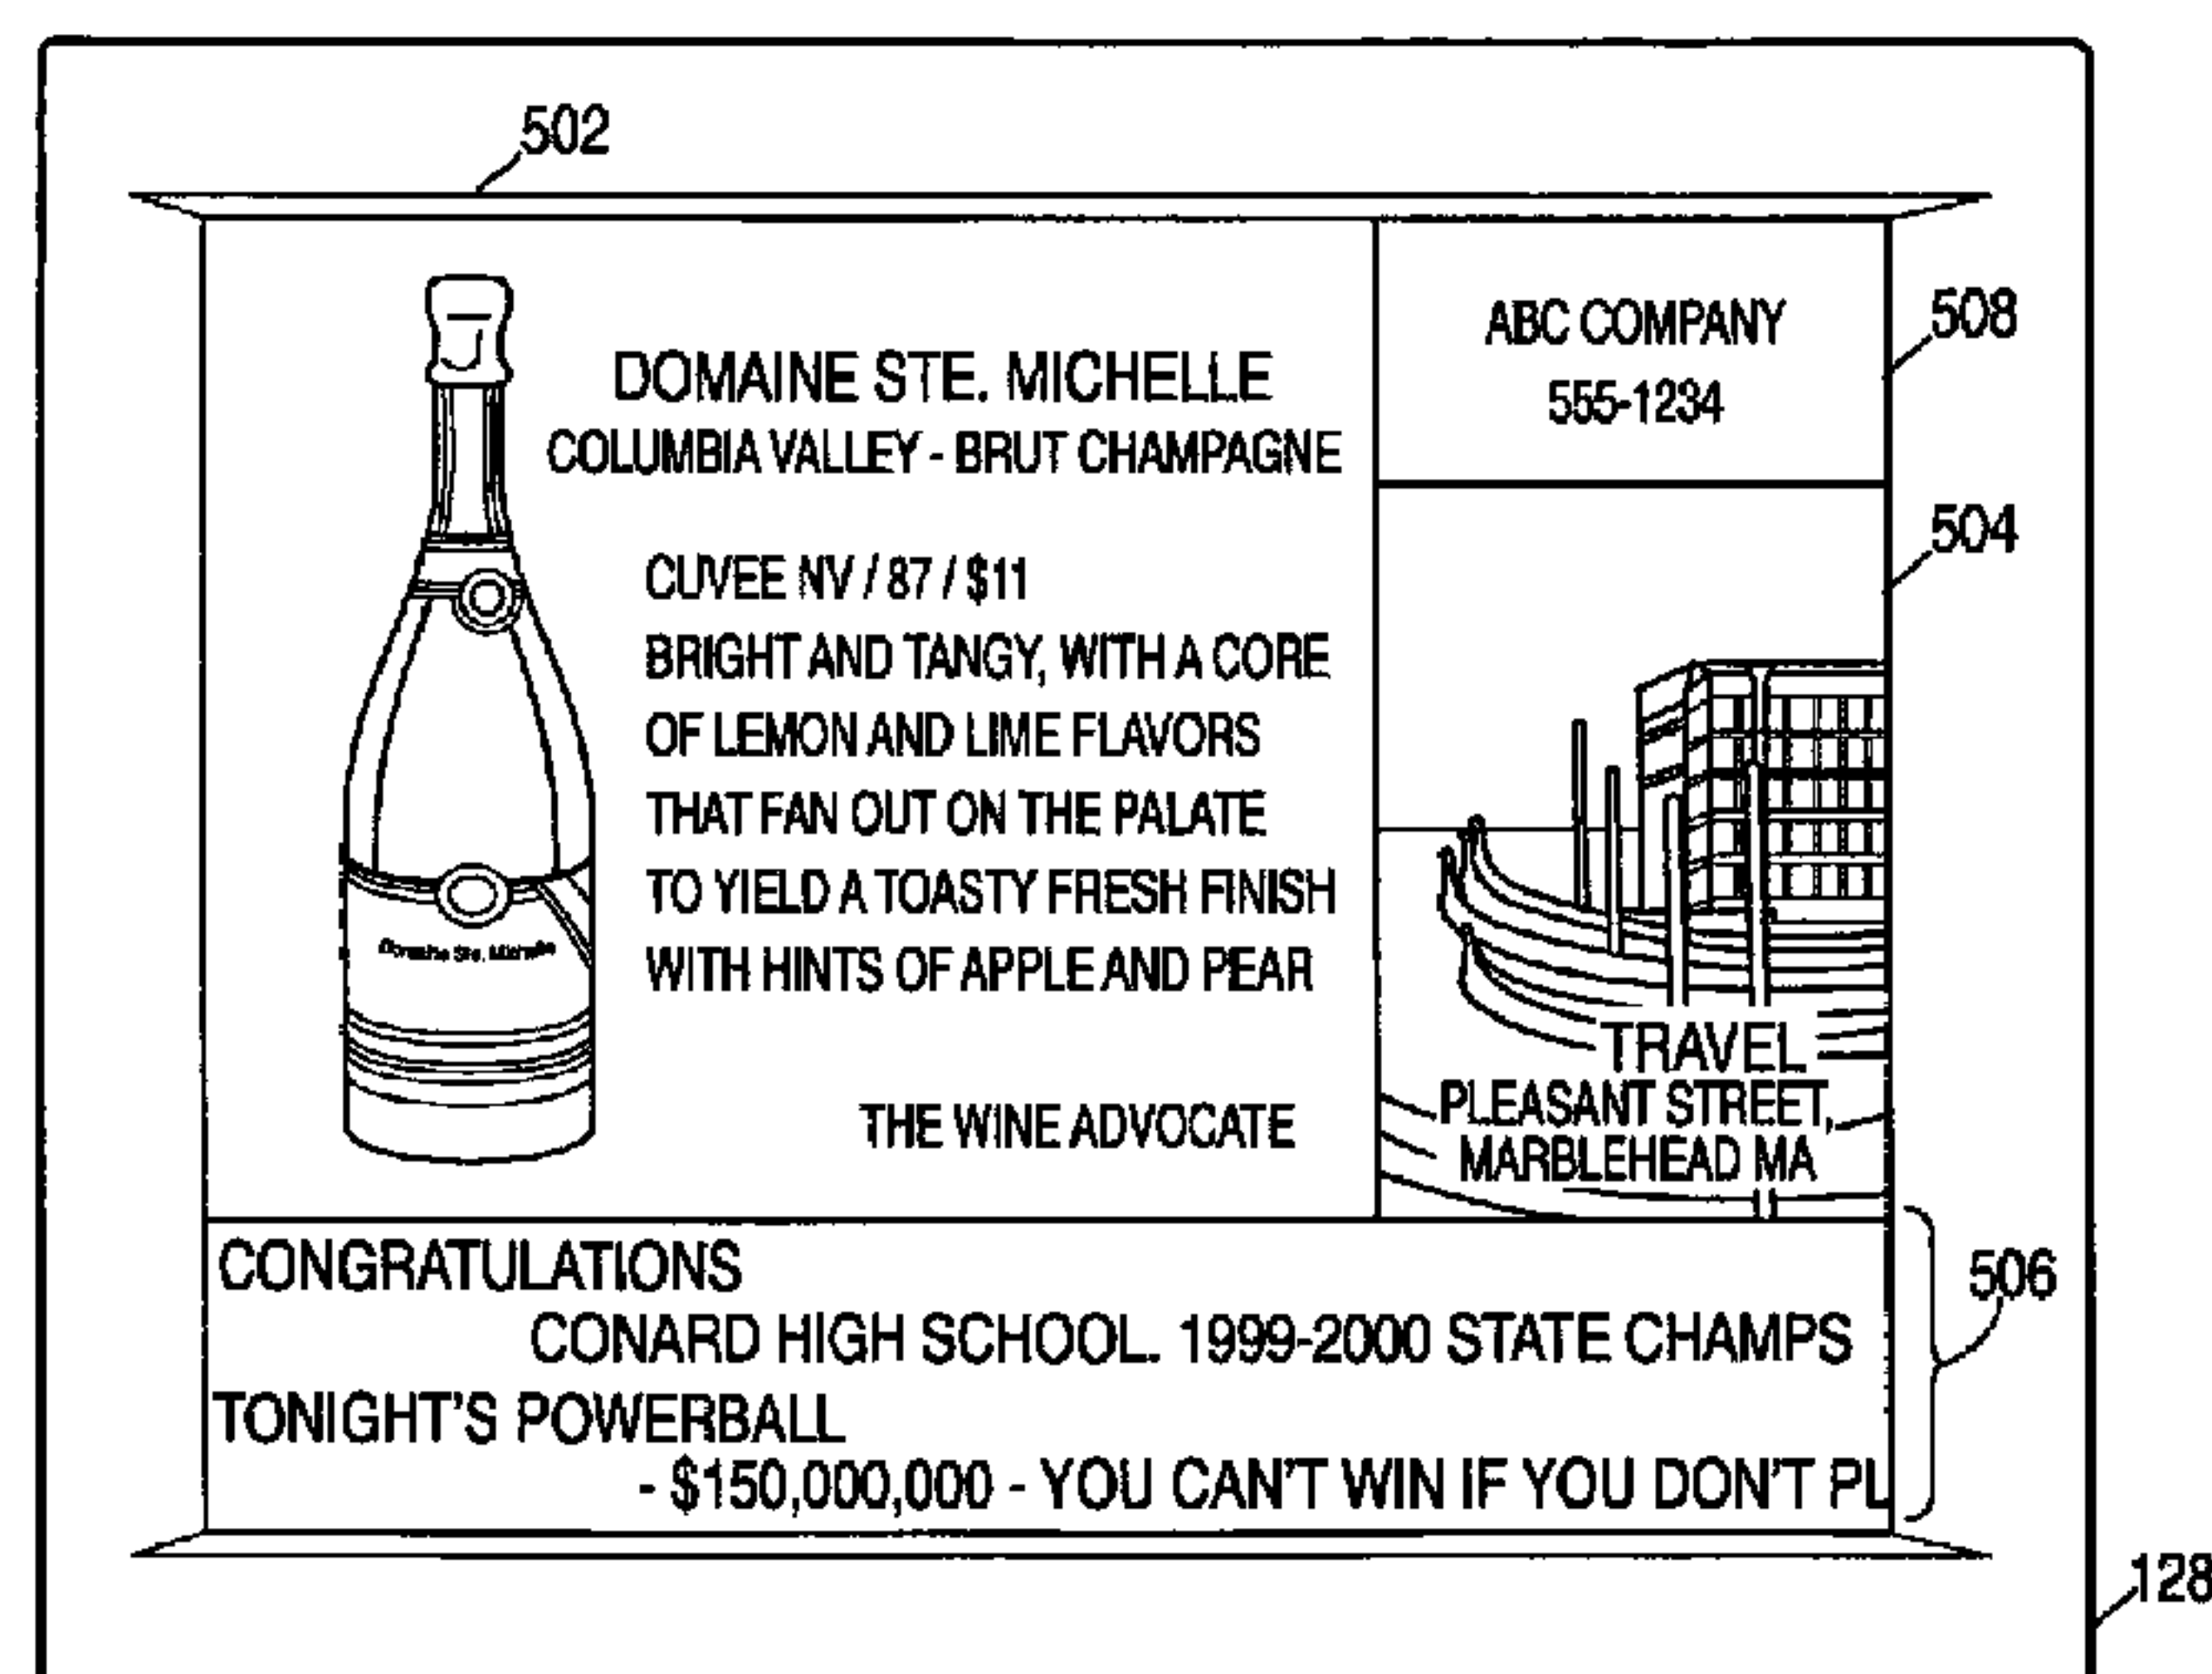 502
DOMAINE STE. MICHELLE
COLUMBIA VALLEY - BRUT CHAMPAGNE
CUVEE NV / 87 / $11
BRIGHT AND TANGY, WITH A CORE
OF LEMON AND LIME FLAVORS
THAT FAN OUT ON THE PALATE
TO YIELD A TOASTY FRESH FINISH
WITH HINTS OF APPLE AND PEAR
THE WINE ADVOCATE
Domaine Ste. Michelle
ABC COMPANY
555-1234
508
504
TRAVEL
PLEASANT STREET,
MARBLEHEAD MA
CONGRATULATIONS
CONARD HIGH SCHOOL. 1999-2000 STATE CHAMPS
TONIGHT'S POWERBALL
- $150,000,000 - YOU CAN'T WIN IF YOU DON'T PL
506
128